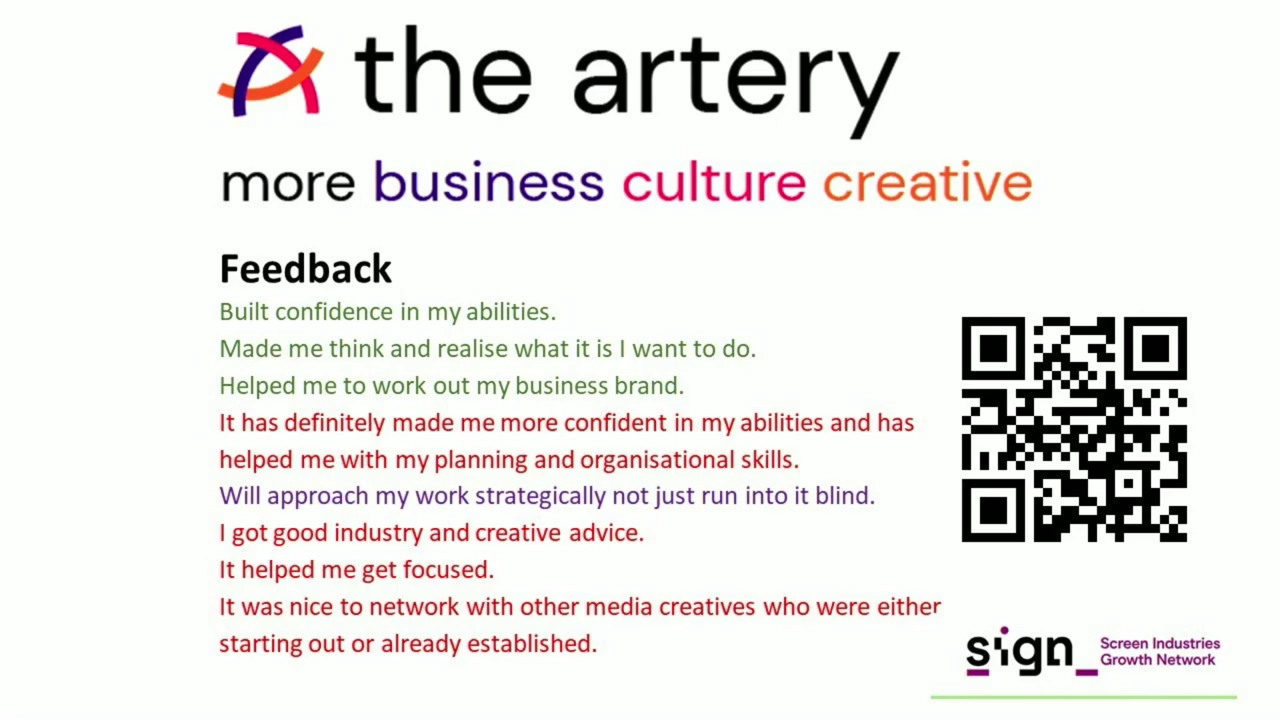 the artery
more business culture creative
Feedback
Built confidence in my abilities.
Made me think and realise what it is I want to do.
Helped me to work out my business brand.
It has definitely made me more confident in my abilities and has
helped me with my planning and organisational skills.
Will approach my work strategically not just run into it blind.
I got good industry and creative advice.
It helped me get focused.
It was nice to network with other media creatives who were either
starting out or already established.
sign_
Screen Industries
Growth Network